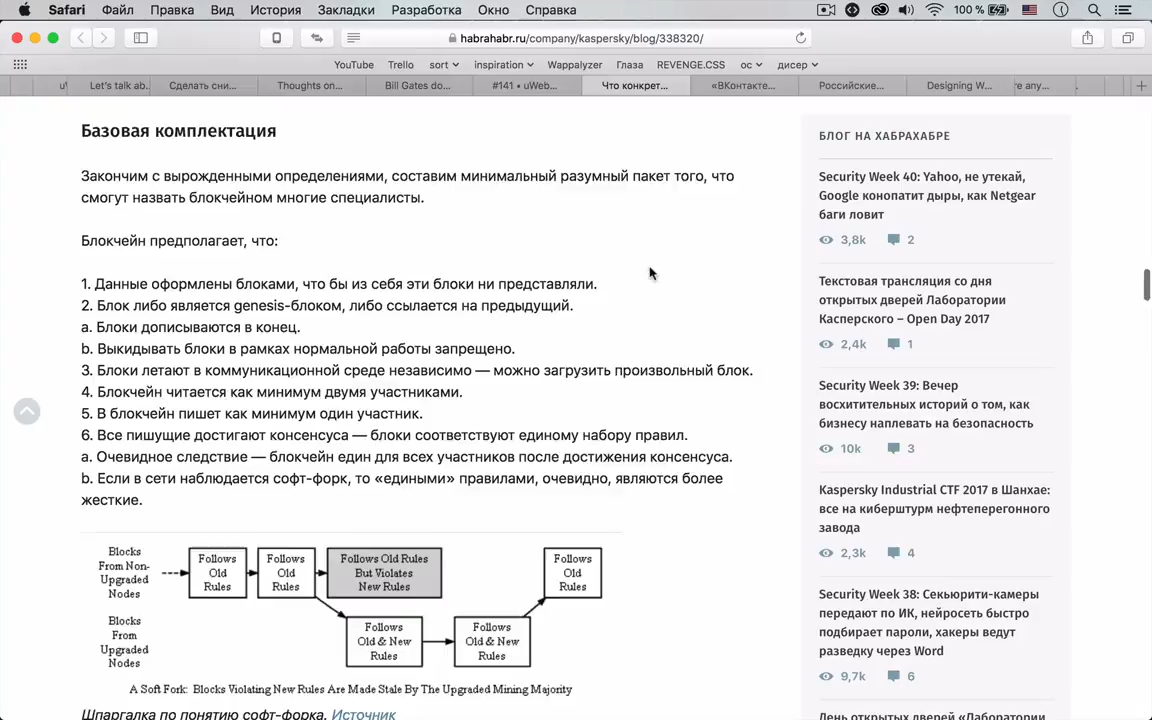 Safari Файл Правка Вид История Закладки Разработка Окно Справка 100 %
habrahabr.ru/company/kaspersky/blog/338320/
YouTube Trello sort inspiration Wappalyzer Глаза REVENGE.CSS ос дисер
Let's talk ab... Сделать сни... Thoughts on... Bill Gates do... #141 • uWeb... Что конкрет... «ВКонтакте... Российские... Designing W... re any...
Базовая комплектация
Закончим с вырожденными определениями, составим минимальный разумный пакет того, что
смогут назвать блокчейном многие специалисты.
Блокчейн предполагает, что:
1. Данные оформлены блоками, что бы из себя эти блоки ни представляли.
2. Блок либо является genesis-блоком, либо ссылается на предыдущий.
a. Блоки дописываются в конец.
b. Выкидывать блоки в рамках нормальной работы запрещено.
3. Блоки летают в коммуникационной среде независимо — можно загрузить произвольный блок.
4. Блокчейн читается как минимум двумя участниками.
5. В блокчейн пишет как минимум один участник.
6. Все пишущие достигают консенсуса — блоки соответствуют единому набору правил.
a. Очевидное следствие — блокчейн един для всех участников после достижения консенсуса.
b. Если в сети наблюдается софт-форк, то «едиными» правилами, очевидно, являются более
жесткие.
Blocks
From Non-
Upgraded
Nodes
Follows
Old
Rules
Follows
Old
Rules
Follows Old Rules
But Violates
New Rules
Follows
Old
Rules
Blocks
From
Upgraded
Nodes
Follows
Old & New
Rules
Follows
Old & New
Rules
A Soft Fork: Blocks Violating New Rules Are Made Stale By The Upgraded Mining Majority
Шпаргалка по понятию софт-форка. Источник
БЛОГ НА ХАБРАХАБРЕ
Security Week 40: Yahoo, не утекай,
Google конопатит дыры, как Netgear
баги ловит
3,8k 2
Текстовая трансляция со дня
открытых дверей Лаборатории
Касперского – Open Day 2017
2,4k 1
Security Week 39: Вечер
восхитительных историй о том, как
бизнесу наплевать на безопасность
10k 3
Kaspersky Industrial CTF 2017 в Шанхае:
все на киберштурм нефтеперегонного
завода
2,3k 4
Security Week 38: Секьюрити-камеры
передают по ИК, нейросеть быстро
подбирает пароли, хакеры ведут
разведку через Word
9,7k 6
День открытых дверей «Лаборатории